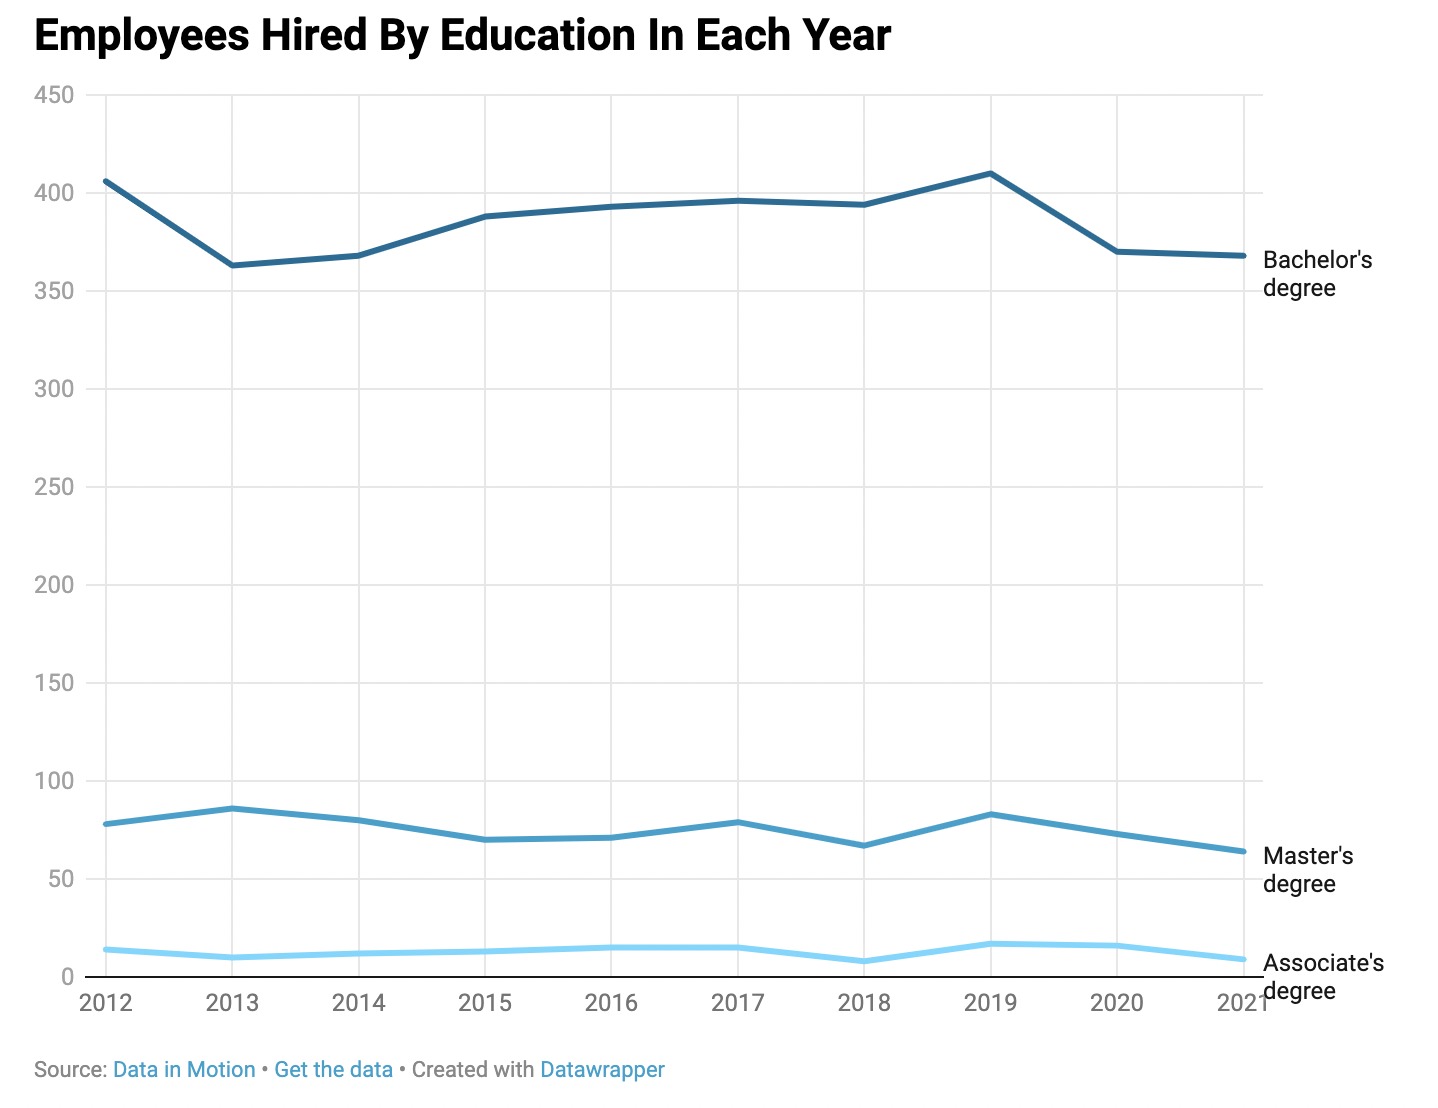 Employees Hired By Education In Each Year
450
400
350
300
250
200
150
100
50
0
Bachelor's
degree
Master's
degree
Associate's
degree
2012 2013 2014 2015 2016 2017 2018 2019 2020 2021
Source: Data in Motion • Get the data • Created with Datawrapper